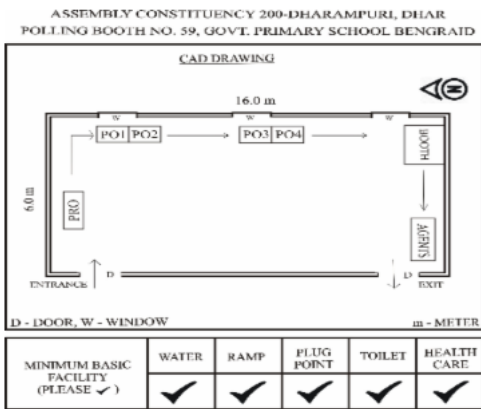 ASSEMBLY CONSTITUENCY 200-DHARAMPURI, DHAR
POLLING BOOTH NO. 59, GOVT. PRIMARY SCHOOL BENGRAID
CAD DRAWING
16.0 m
N
W W W
PO1 PO2 PO3 PO4
BOOTH
6.0 m
PRO
AGENTS
D D
ENTRANCE EXIT
D - DOOR, W - WINDOW m - METER
MINIMUM BASIC FACILITY (PLEASE ✓) WATER RAMP PLUG POINT TOILET HEALTH CARE
✓ ✓ ✓ ✓ ✓